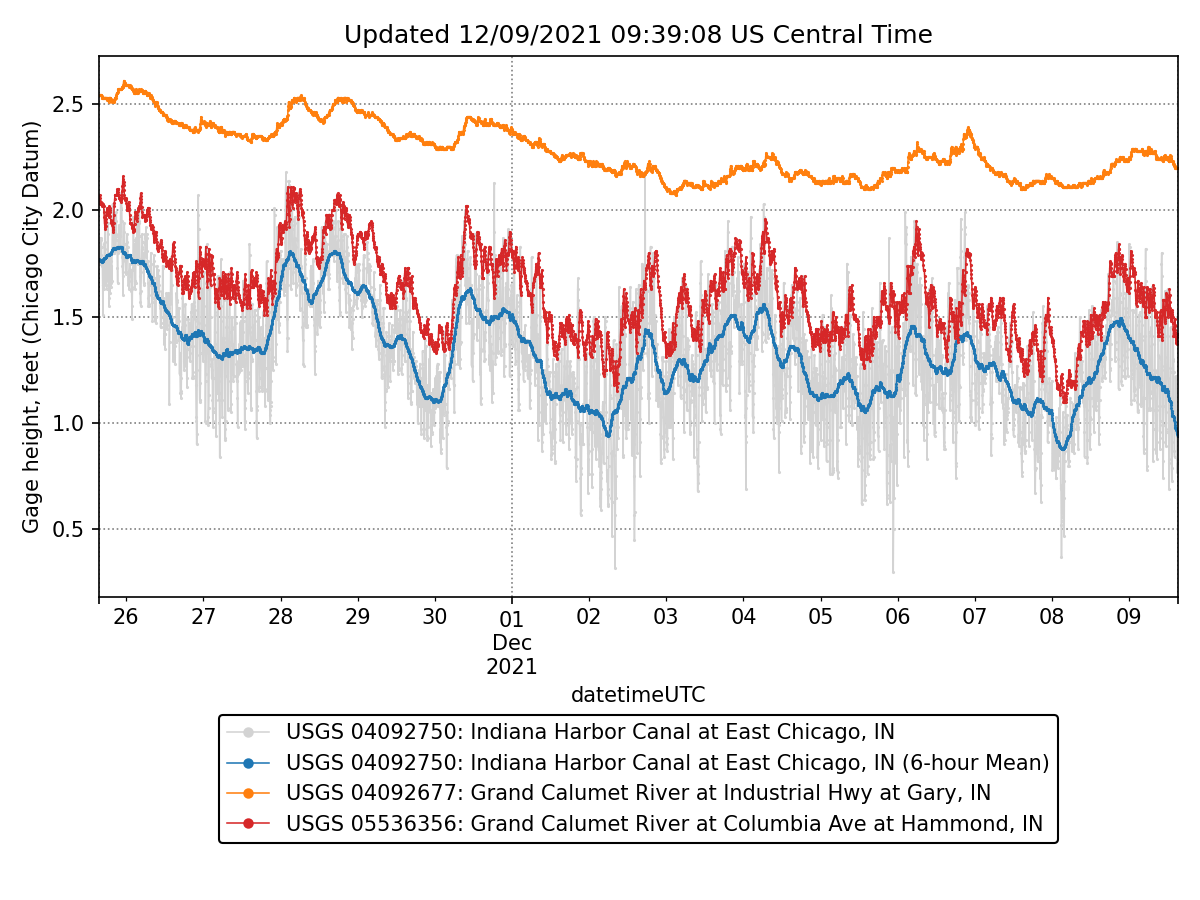 Updated 12/09/2021 09:39:08 US Central Time
Gage height, feet (Chicago City Datum)
2.5
2.0
1.5
1.0
0.5
26 27 28 29 30 01 02 03 04 05 06 07 08 09
Dec
2021
datetimeUTC
USGS 04092750: Indiana Harbor Canal at East Chicago, IN
USGS 04092750: Indiana Harbor Canal at East Chicago, IN (6-hour Mean)
USGS 04092677: Grand Calumet River at Industrial Hwy at Gary, IN
USGS 05536356: Grand Calumet River at Columbia Ave at Hammond, IN